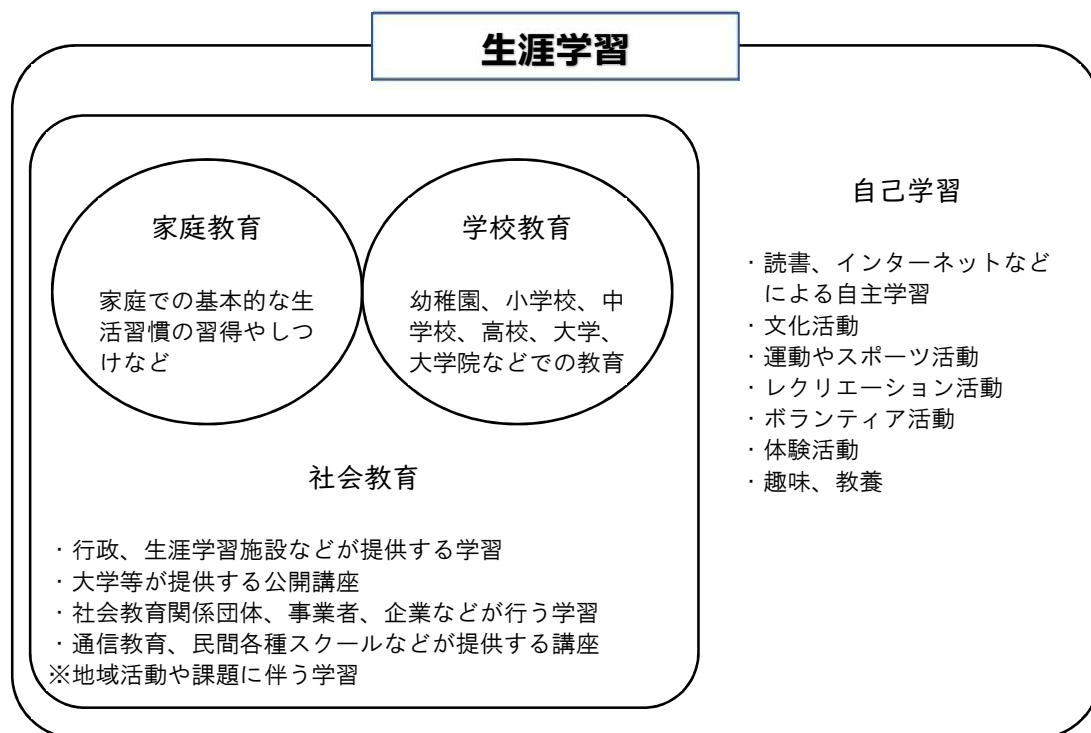 生涯学習
家庭教育
家庭での基本的な生
活習慣の習得やしつ
けなど
学校教育
幼稚園、小学校、中
学校、高校、大学、
大学院などでの教育
社会教育
・行政、生涯学習施設などが提供する学習
・大学等が提供する公開講座
・社会教育関係団体、事業者、企業などが行う学習
・通信教育、民間各種スクールなどが提供する講座
※地域活動や課題に伴う学習
自己学習
・読書、インターネットなど
による自主学習
・文化活動
・運動やスポーツ活動
・レクリエーション活動
・ボランティア活動
・体験活動
・趣味、教養